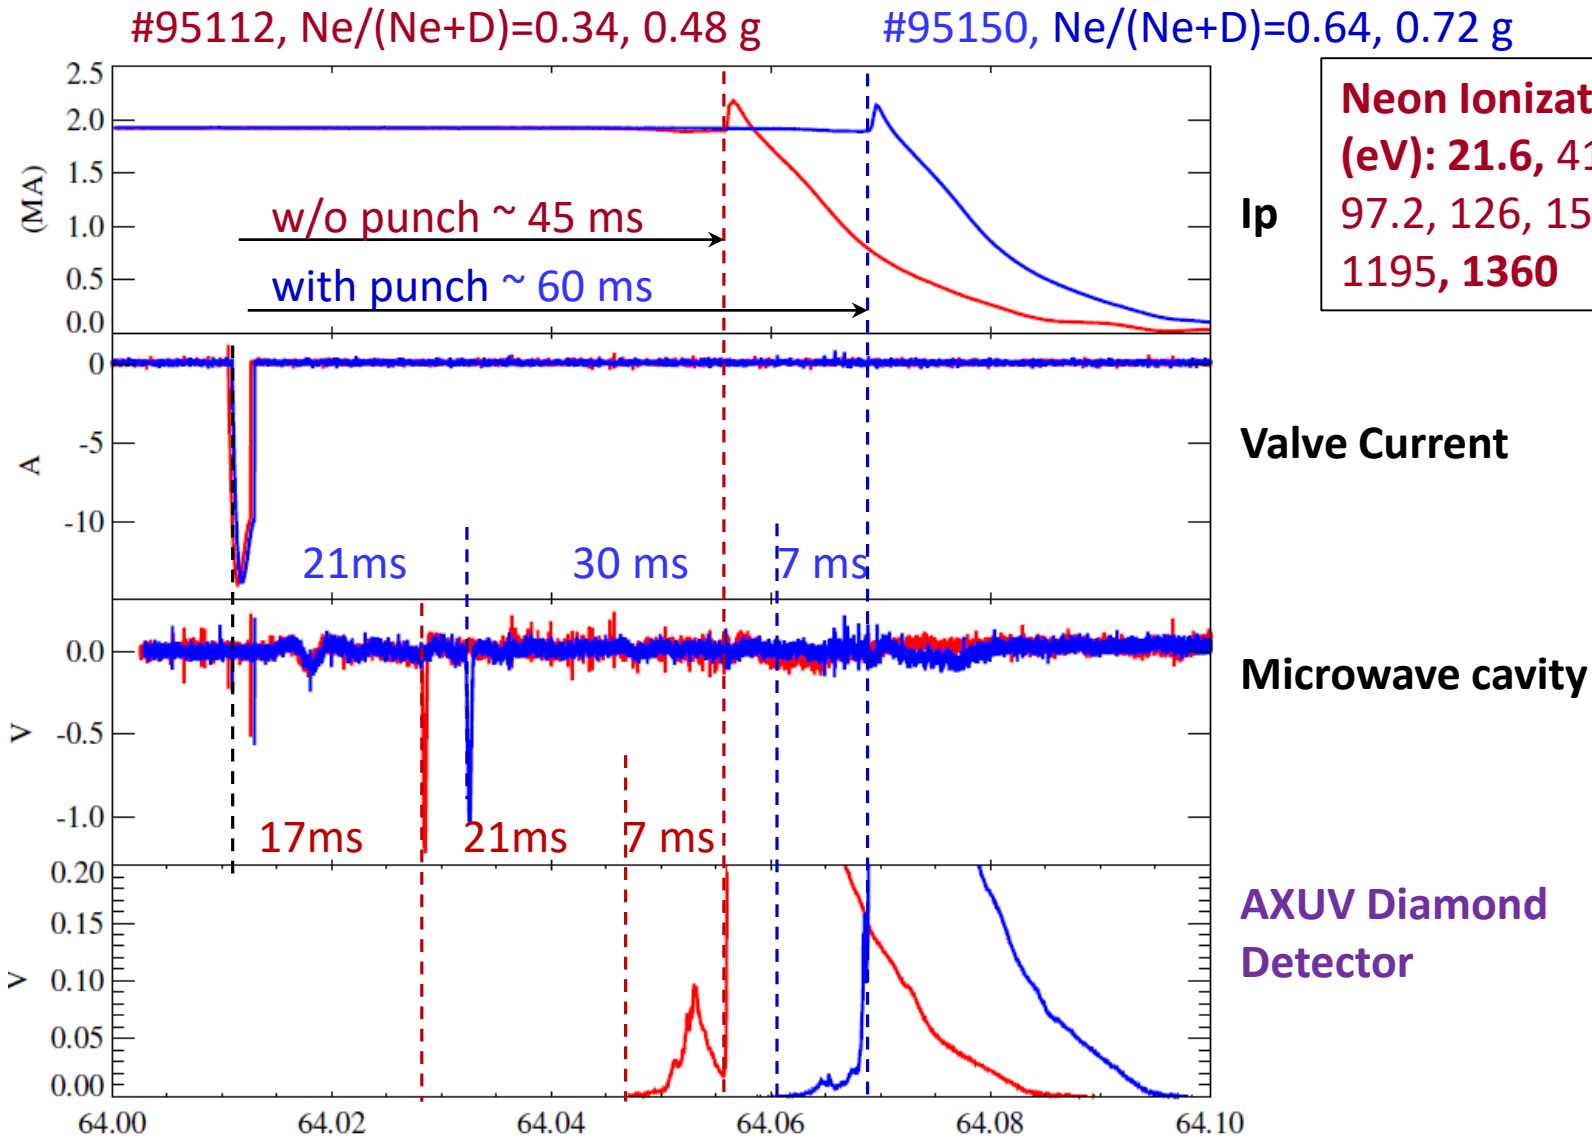 #95112, Ne/(Ne+D)=0.34, 0.48 g
#95150, Ne/(Ne+D)=0.64, 0.72 g
2.5
2.0
1.5
1.0
0.5
0.0
(MA)
w/o punch ~ 45 ms
with punch ~ 60 ms
Ip
(eV): 21.6,
Neon
97.2, 126,
1195, 1360
0
-5
-10
A
21ms
30 ms
7 ms
Valve Current
0.0
-0.5
-1.0
V
17ms
21ms
7 ms
Microwave cavity
0.20
0.15
0.10
0.05
0.00
V
AXUV Diamond
Detector
64.00
64.02
64.04
64.06
64.08
64.10